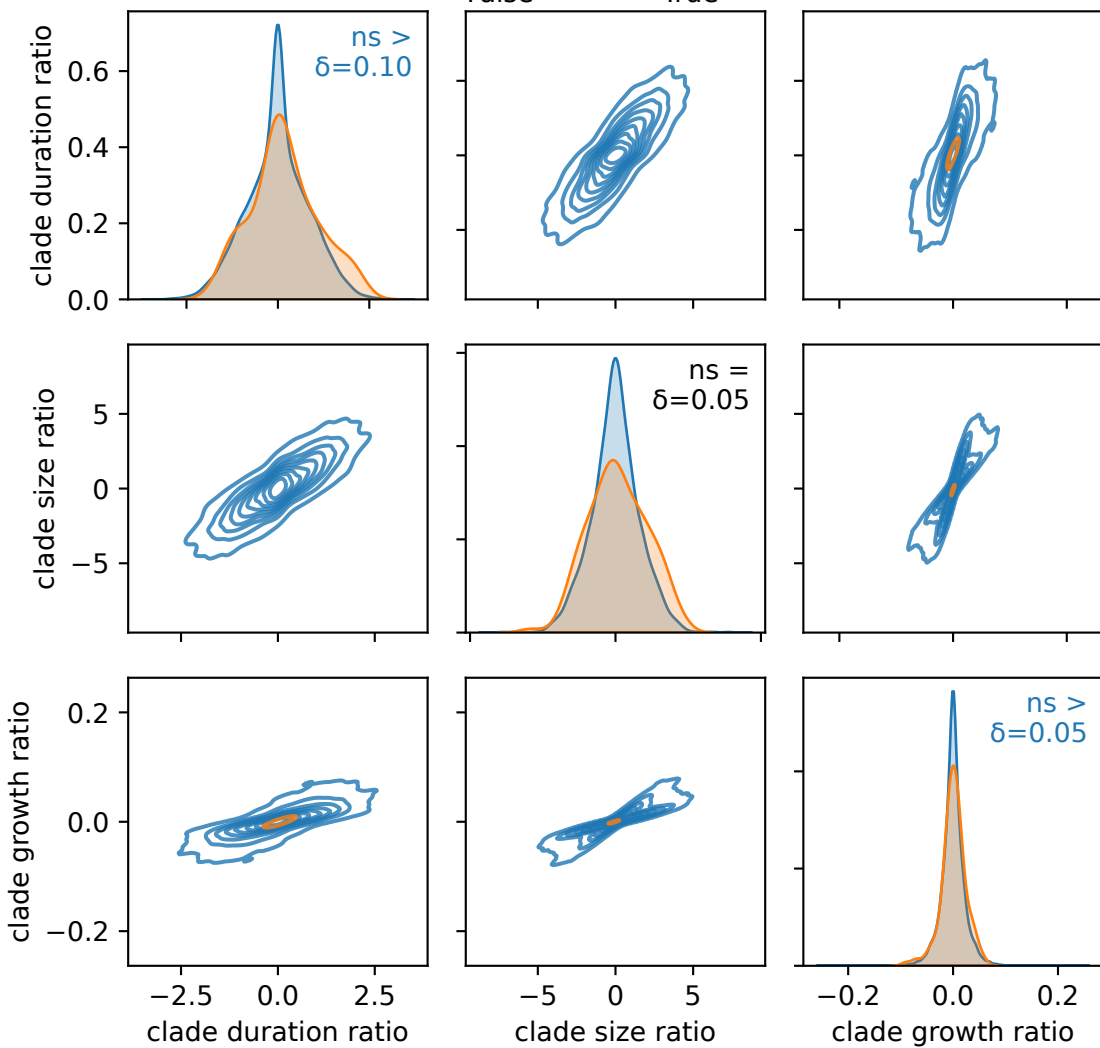 True
clade duration ratio
0.6
0.4
0.2
0.0
ns >
δ=0.10
clade size ratio
5
0
−5
ns =
δ=0.05
clade growth ratio
0.2
0.0
−0.2
ns >
δ=0.05
−2.5 0.0 2.5
clade duration ratio
−5 0 5
clade size ratio
−0.2 0.0 0.2
clade growth ratio